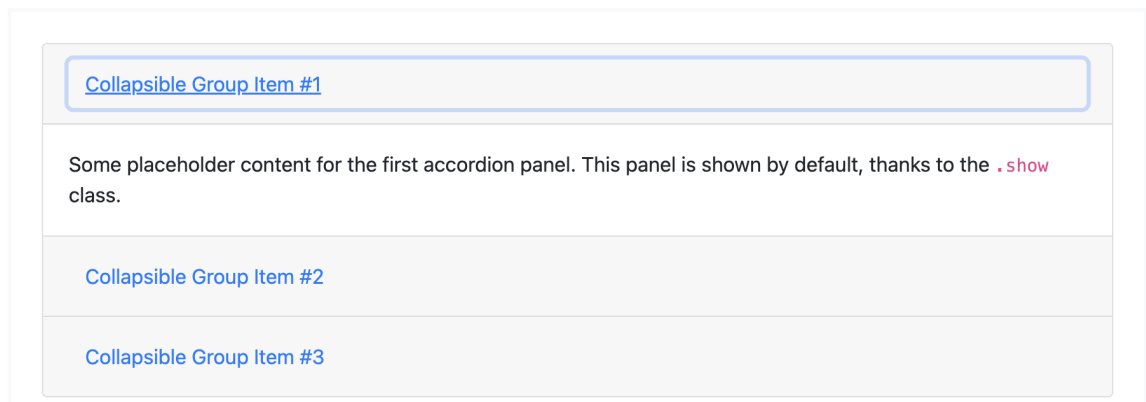 Collapsible Group Item #1
Some placeholder content for the first accordion panel. This panel is shown by default, thanks to the .show
class.
Collapsible Group Item #2
Collapsible Group Item #3